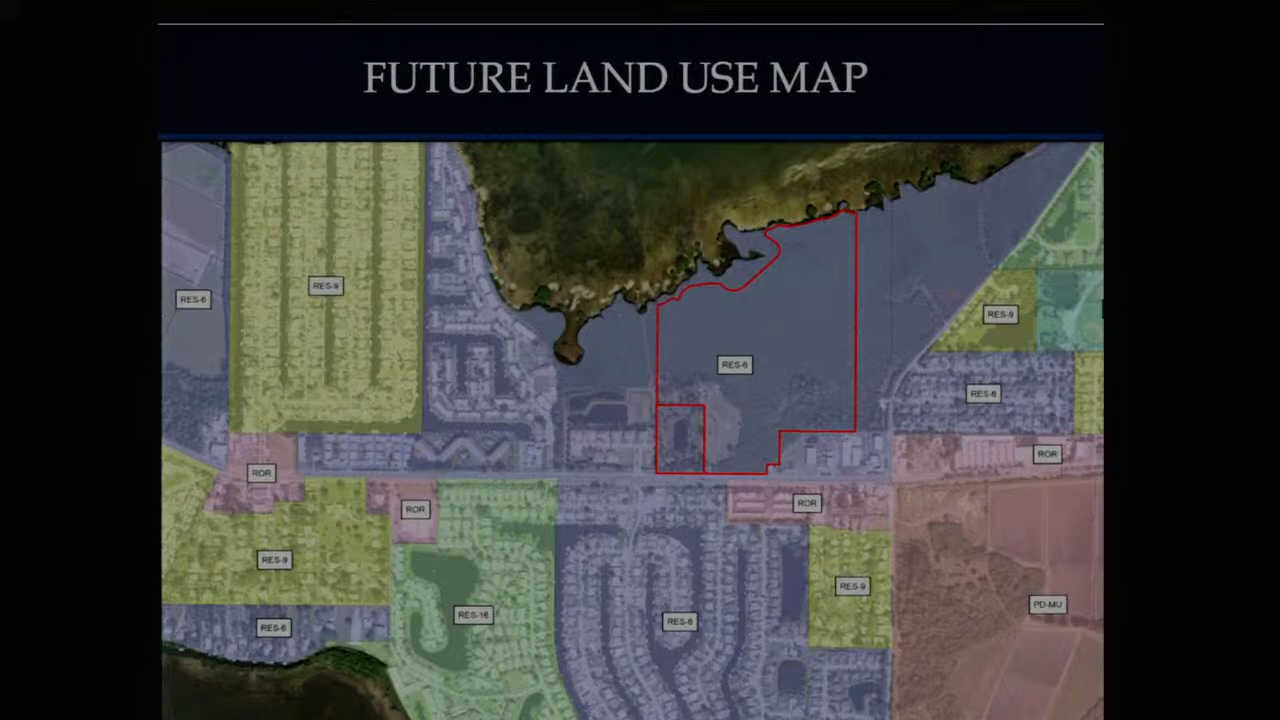 FUTURE LAND USE MAP
RES-9
RES-6
RES-9
RES-6
RES-6
ROR
ROR
ROR
ROR
RES-9
RES-9
PD-MU
RES-16
RES-6
RES-6